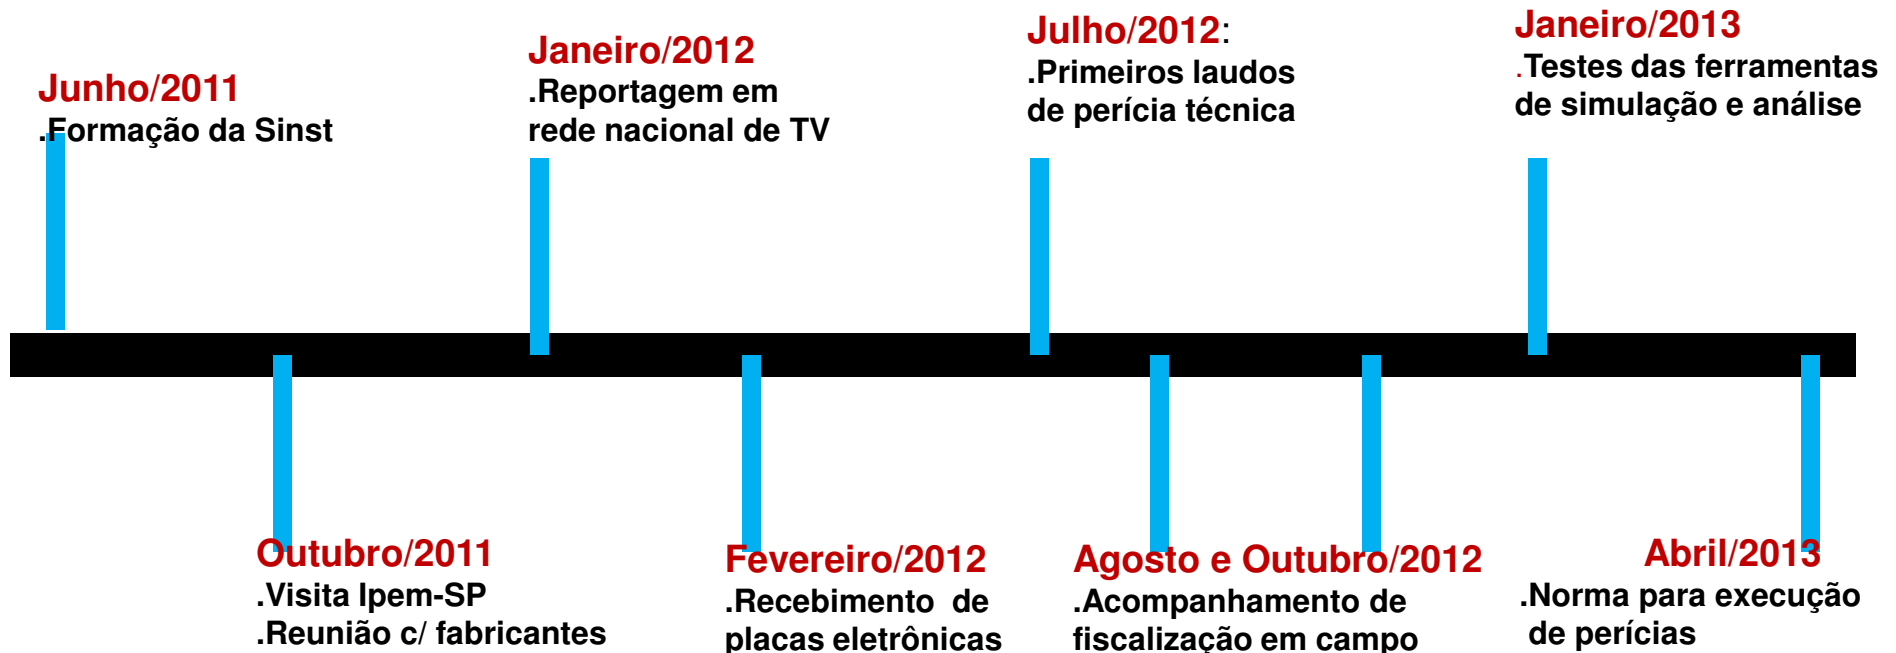 Junho/2011
.Formação da Sinst
Janeiro/2012
.Reportagem em
rede nacional de TV
Julho/2012:
.Primeiros laudos
de perícia técnica
Janeiro/2013
.Testes das ferramentas
de simulação e análise
Outubro/2011
.Visita Ipem-SP
.Reunião c/ fabricantes
Fevereiro/2012
.Recebimento de
placas eletrônicas
Agosto e Outubro/2012
.Acompanhamento de
fiscalização em campo
Abril/2013
.Norma para execução
de perícias